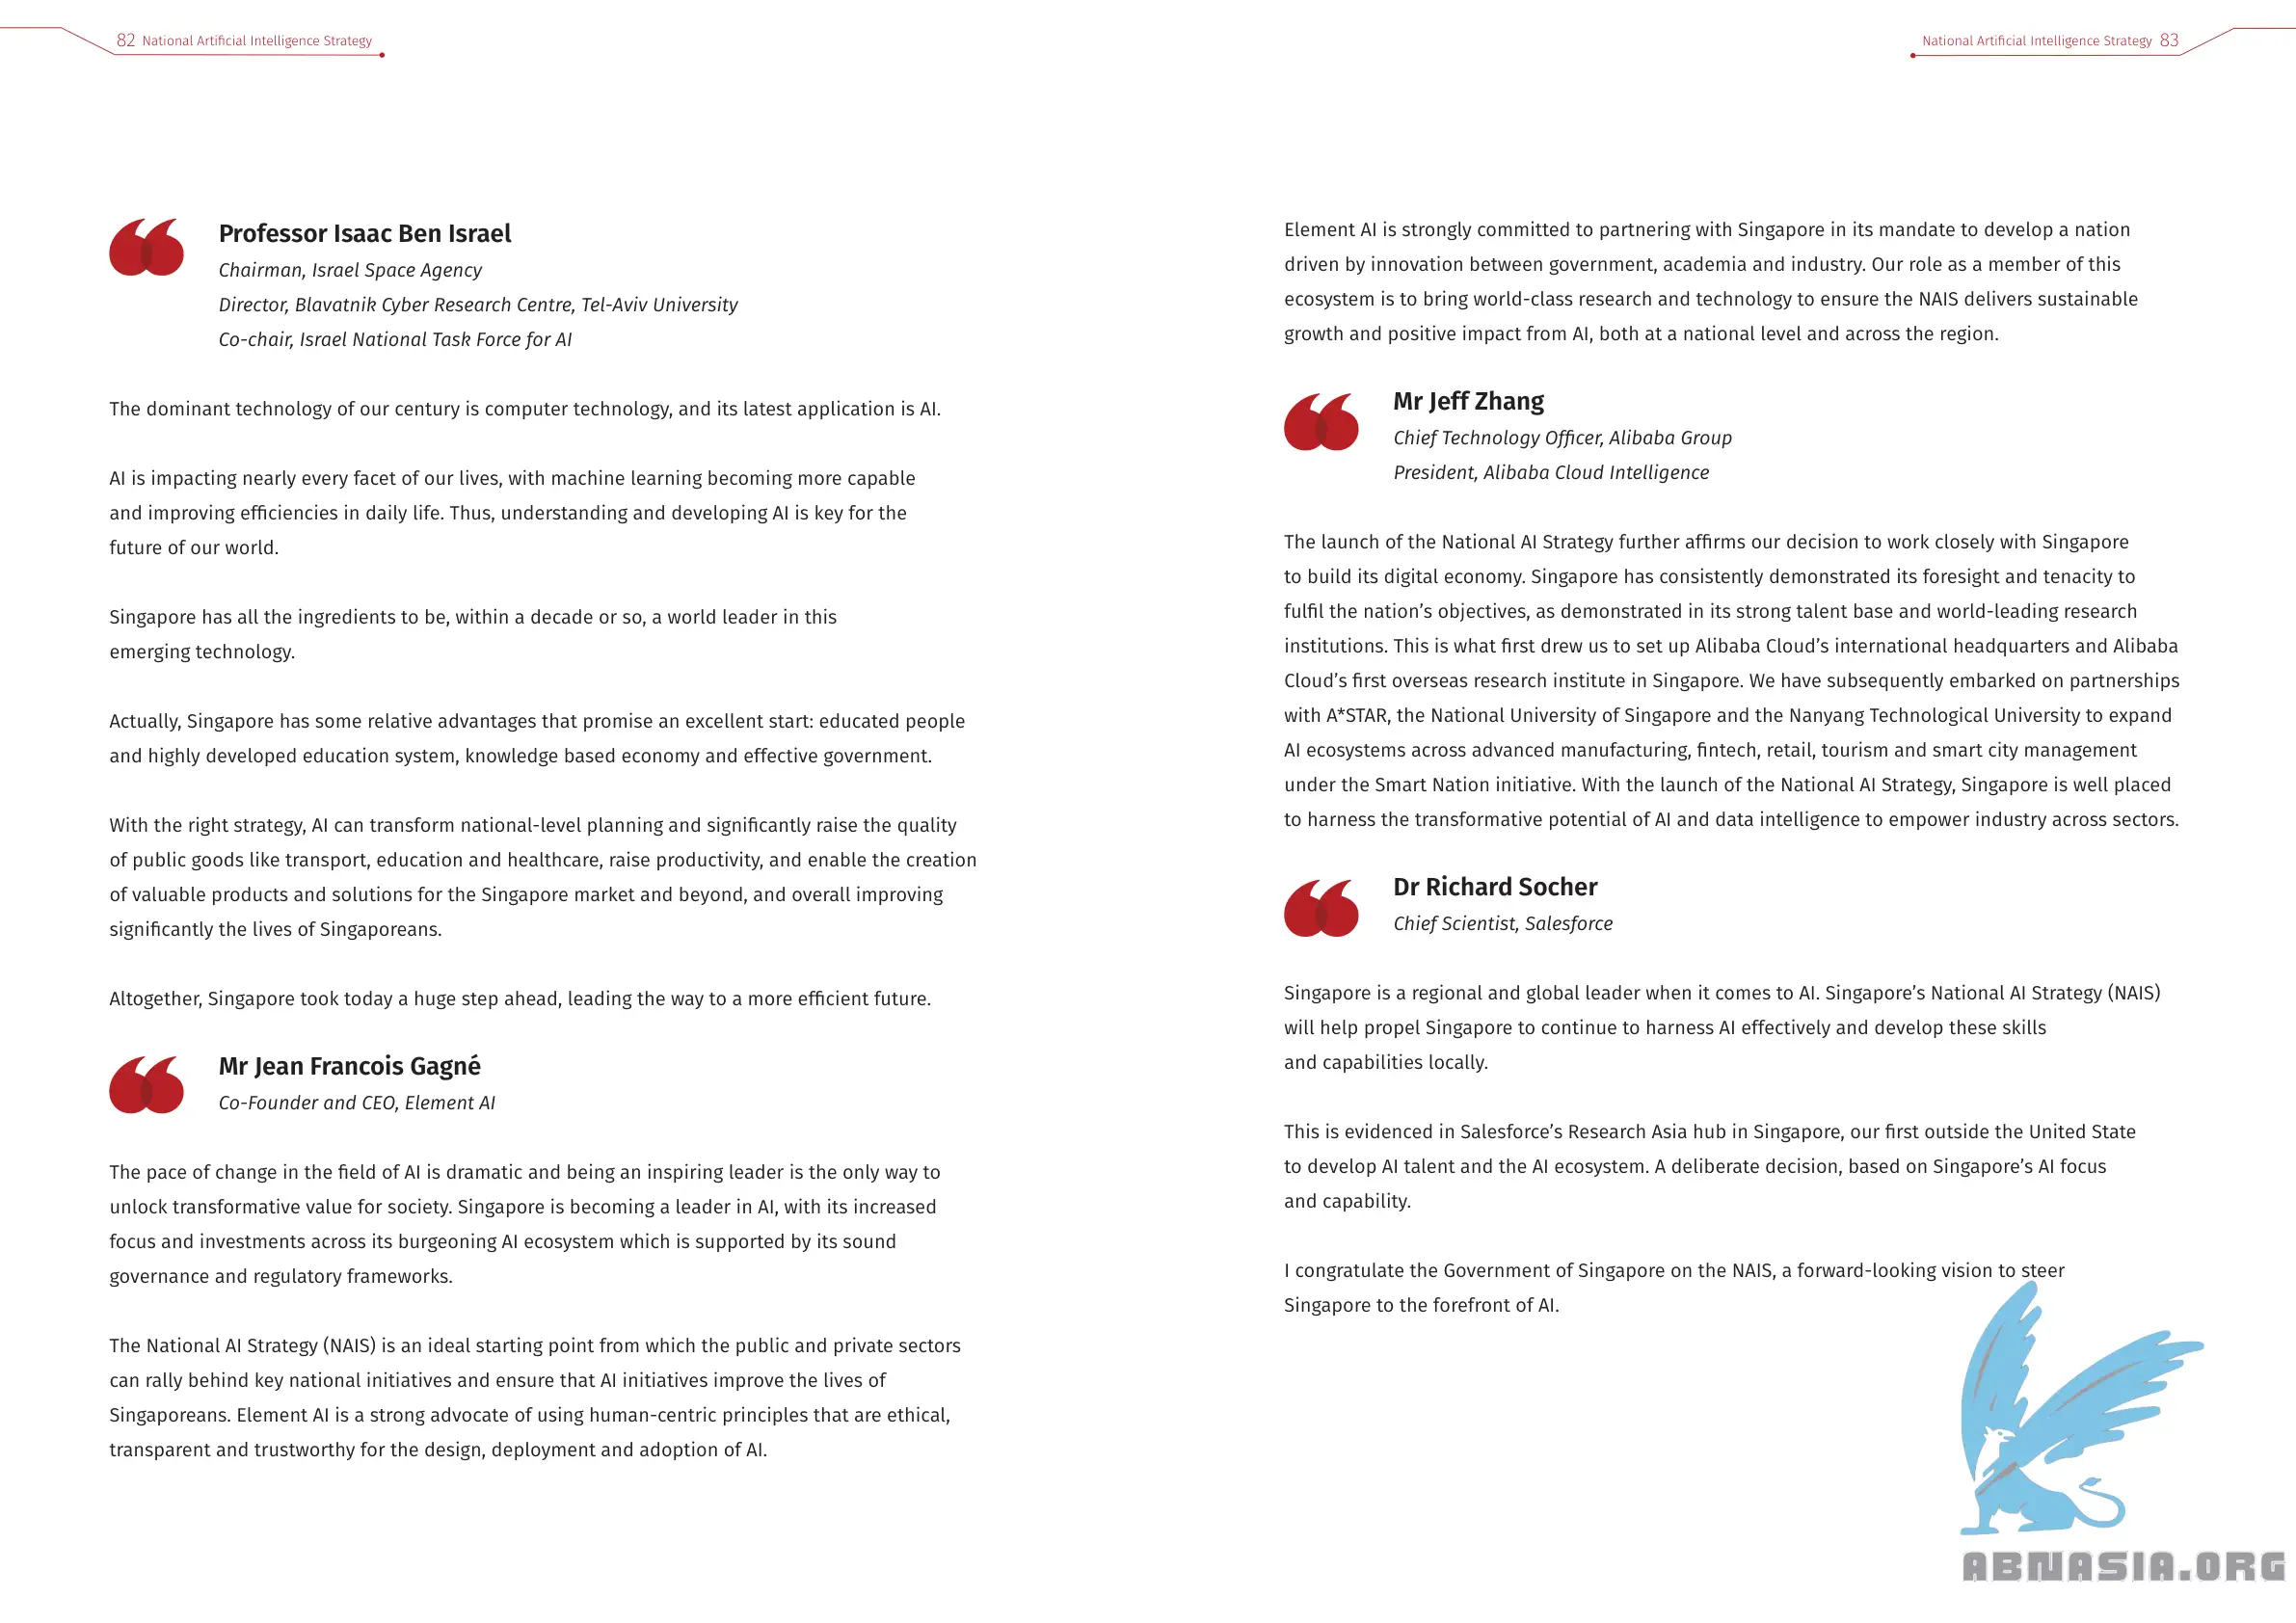 82 National Artificial Intelligence Strategy
Professor Isaac Ben Israel
Chairman, Israel Space Agency
Director, Blavatnik Cyber Research Centre, Tel-Aviv University
Co-chair, Israel National Task Force for AI
The dominant technology of our century is computer technology, and its latest application is AI.
AI is impacting nearly every facet of our lives, with machine learning becoming more capable
and improving efficiencies in daily life. Thus, understanding and developing AI is key for the
future of our world.
Singapore has all the ingredients to be, within a decade or so, a world leader in this
emerging technology.
Actually, Singapore has some relative advantages that promise an excellent start: educated people
and highly developed education system, knowledge based economy and effective government.
With the right strategy, AI can transform national-level planning and significantly raise the quality
of public goods like transport, education and healthcare, raise productivity, and enable the creation
of valuable products and solutions for the Singapore market and beyond, and overall improving
significantly the lives of Singaporeans.
Altogether, Singapore took today a huge step ahead, leading the way to a more efficient future.
Mr Jean Francois Gagné
Co-Founder and CEO, Element AI
The pace of change in the field of AI is dramatic and being an inspiring leader is the only way to
unlock transformative value for society. Singapore is becoming a leader in AI, with its increased
focus and investments across its burgeoning AI ecosystem which is supported by its sound
governance and regulatory frameworks.
The National AI Strategy (NAIS) is an ideal starting point from which the public and private sectors
can rally behind key national initiatives and ensure that AI initiatives improve the lives of
Singaporeans. Element AI is a strong advocate of using human-centric principles that are ethical,
transparent and trustworthy for the design, deployment and adoption of AI.
National Artificial Intelligence Strategy 83
Element AI is strongly committed to partnering with Singapore in its mandate to develop a nation
driven by innovation between government, academia and industry. Our role as a member of this
ecosystem is to bring world-class research and technology to ensure the NAIS delivers sustainable
growth and positive impact from AI, both at a national level and across the region.
Mr Jeff Zhang
Chief Technology Officer, Alibaba Group
President, Alibaba Cloud Intelligence
The launch of the National AI Strategy further affirms our decision to work closely with Singapore
to build its digital economy. Singapore has consistently demonstrated its foresight and tenacity to
fulfil the nation’s objectives, as demonstrated in its strong talent base and world-leading research
institutions. This is what first drew us to set up Alibaba Cloud’s international headquarters and Alibaba
Cloud’s first overseas research institute in Singapore. We have subsequently embarked on partnerships
with A*STAR, the National University of Singapore and the Nanyang Technological University to expand
AI ecosystems across advanced manufacturing, fintech, retail, tourism and smart city management
under the Smart Nation initiative. With the launch of the National AI Strategy, Singapore is well placed
to harness the transformative potential of AI and data intelligence to empower industry across sectors.
Dr Richard Socher
Chief Scientist, Salesforce
Singapore is a regional and global leader when it comes to AI. Singapore’s National AI Strategy (NAIS)
will help propel Singapore to continue to harness AI effectively and develop these skills
and capabilities locally.
This is evidenced in Salesforce’s Research Asia hub in Singapore, our first outside the United State
to develop AI talent and the AI ecosystem. A deliberate decision, based on Singapore’s AI focus
and capability.
I congratulate the Government of Singapore on the NAIS, a forward-looking vision to steer
Singapore to the forefront of AI.
ABNASIA.ORG